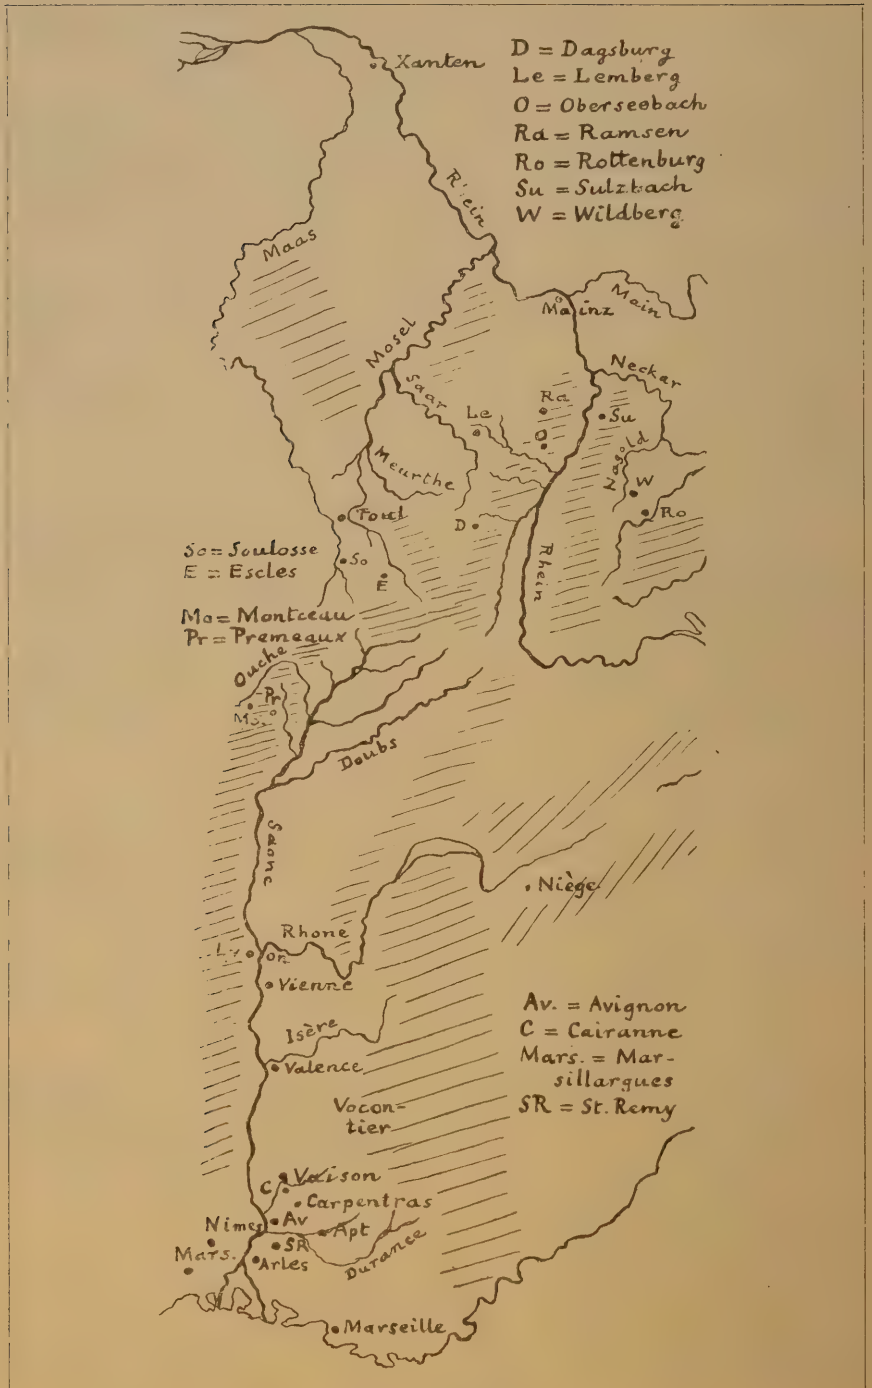 Xanten
D = Dagsburg
Le = Lemberg
O = Oberseebach
Ra = Ramsen
Ro = Rottenburg
Su = Sulzbach
W = Wildberg
Rhein
Maas
Main
Mainz
Mosel
Saar
Neckar
Ra
Le
O
Su
Nagold
Meurthe
W
Ro
Toul
D
Rhein
So = Soulosse
E = Escles
So
E
Mo = Montceau
Pr = Premeaux
Ouche
Pr
Mo.
Doubs
Saone
Niège
Rhone
Lyon
Vienne
Isère
Valence
Vocon-
tier
Av. = Avignon
C = Cairanne
Mars. = Mar-
sillargues
SR = St. Remy
Vaison
C
Carpentras
Nimes
Av
Apt
SR
Mars.
Arles
Durance
Marseille